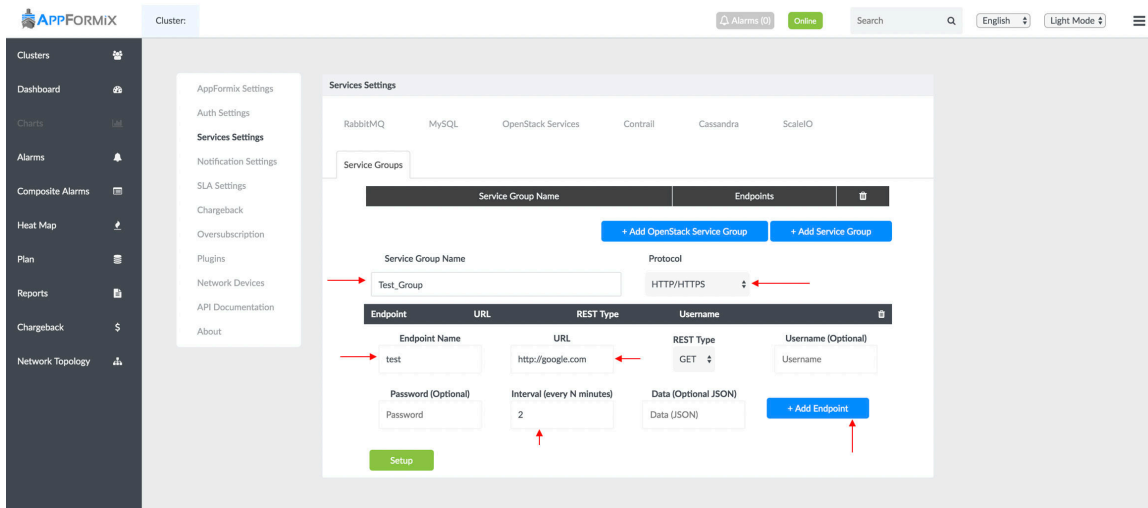 APPFORMIX
Cluster:
Alarms (0)
Online
Search
English
Light Mode
Clusters
Dashboard
Charts
Alarms
Composite Alarms
Heat Map
Plan
Reports
Chargeback
$
Network Topology
AppFormix Settings
Auth Settings
Services Settings
Notification Settings
SLA Settings
Chargeback
Oversubscription
Plugins
Network Devices
API Documentation
About
Services Settings
RabbitMQ MySQL OpenStack Services Contrail Cassandra ScaleIO
Service Groups
Service Group Name Endpoints
+ Add OpenStack Service Group + Add Service Group
Service Group Name Protocol
Test_Group HTTP/HTTPS
Endpoint URL REST Type Username
Endpoint Name URL REST Type Username (Optional)
test http://google.com GET Username
Password (Optional) Interval (every N minutes) Data (Optional JSON)
Password 2 Data (JSON) + Add Endpoint
Setup